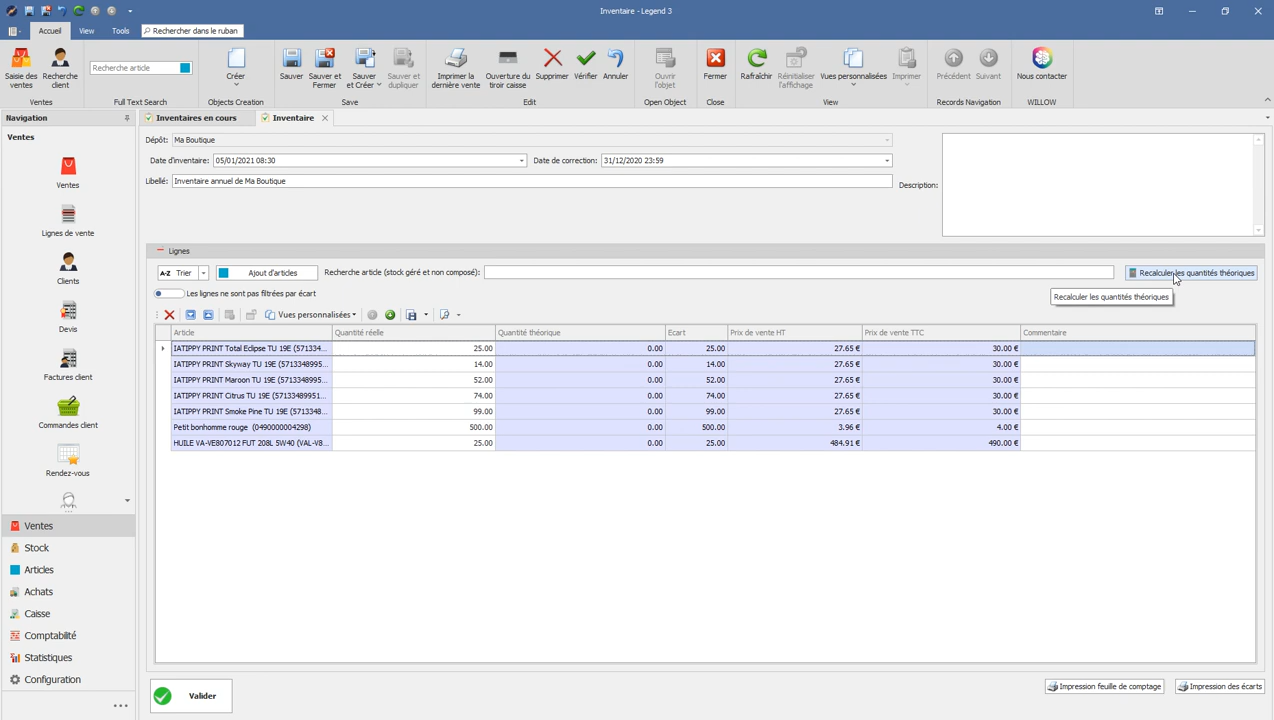 Inventaire - Legend 3
Accueil View Tools Rechercher dans le ruban
Saisie des ventes
Recherche client
Ventes
Recherche article
Full Text Search
Créer
Objects Creation
Sauver
Sauver et Fermer
Sauver et Créer
Sauver et dupliquer
Save
Imprimer la dernière vente
Ouverture du tiroir caisse
Supprimer
Vérifier
Annuler
Edit
Ouvrir l'objet
Open Object
Fermer
Close
Rafraîchir
Réinitialiser l'affichage
Vues personnalisées
Imprimer
View
Précédent
Suivant
Records Navigation
Nous contacter
WILLOW
Navigation
Ventes
Ventes
Lignes de vente
Clients
Devis
Factures client
Commandes client
Rendez-vous
Ventes
Stock
Articles
Achats
Caisse
Comptabilité
Statistiques
Configuration
Inventaires en cours Inventaire
Dépôt: Ma Boutique
Date d'inventaire: 05/01/2021 08:30 Date de correction: 31/12/2020 23:59
Libellé: Inventaire annuel de Ma Boutique
Description:
Lignes
A-Z Trier Ajout d'articles Recherche article (stock géré et non composé): Recalculer les quantités théoriques
Les lignes ne sont pas filtrées par écart
Recalculer les quantités théoriques
Vues personnalisées
Article Quantité réelle Quantité théorique Ecart Prix de vente HT Prix de vente TTC Commentaire
IATIPPY PRINT Total Eclipse TU 19E (571334... 25.00 0.00 25.00 27.65 € 30.00 €
IATIPPY PRINT Skyway TU 19E (5713348995... 14.00 0.00 14.00 27.65 € 30.00 €
IATIPPY PRINT Maroon TU 19E (5713348995... 52.00 0.00 52.00 27.65 € 30.00 €
IATIPPY PRINT Citrus TU 19E (57133489951... 74.00 0.00 74.00 27.65 € 30.00 €
IATIPPY PRINT Smoke Pine TU 19E (5713348... 99.00 0.00 99.00 27.65 € 30.00 €
Petit bonhomme rouge (0490000004298) 500.00 0.00 500.00 3.96 € 4.00 €
HUILE VA-VE807012 FUT 208L 5W40 (VAL-V8... 25.00 0.00 25.00 484.91 € 490.00 €
Valider
Impression feuille de comptage
Impression des écarts